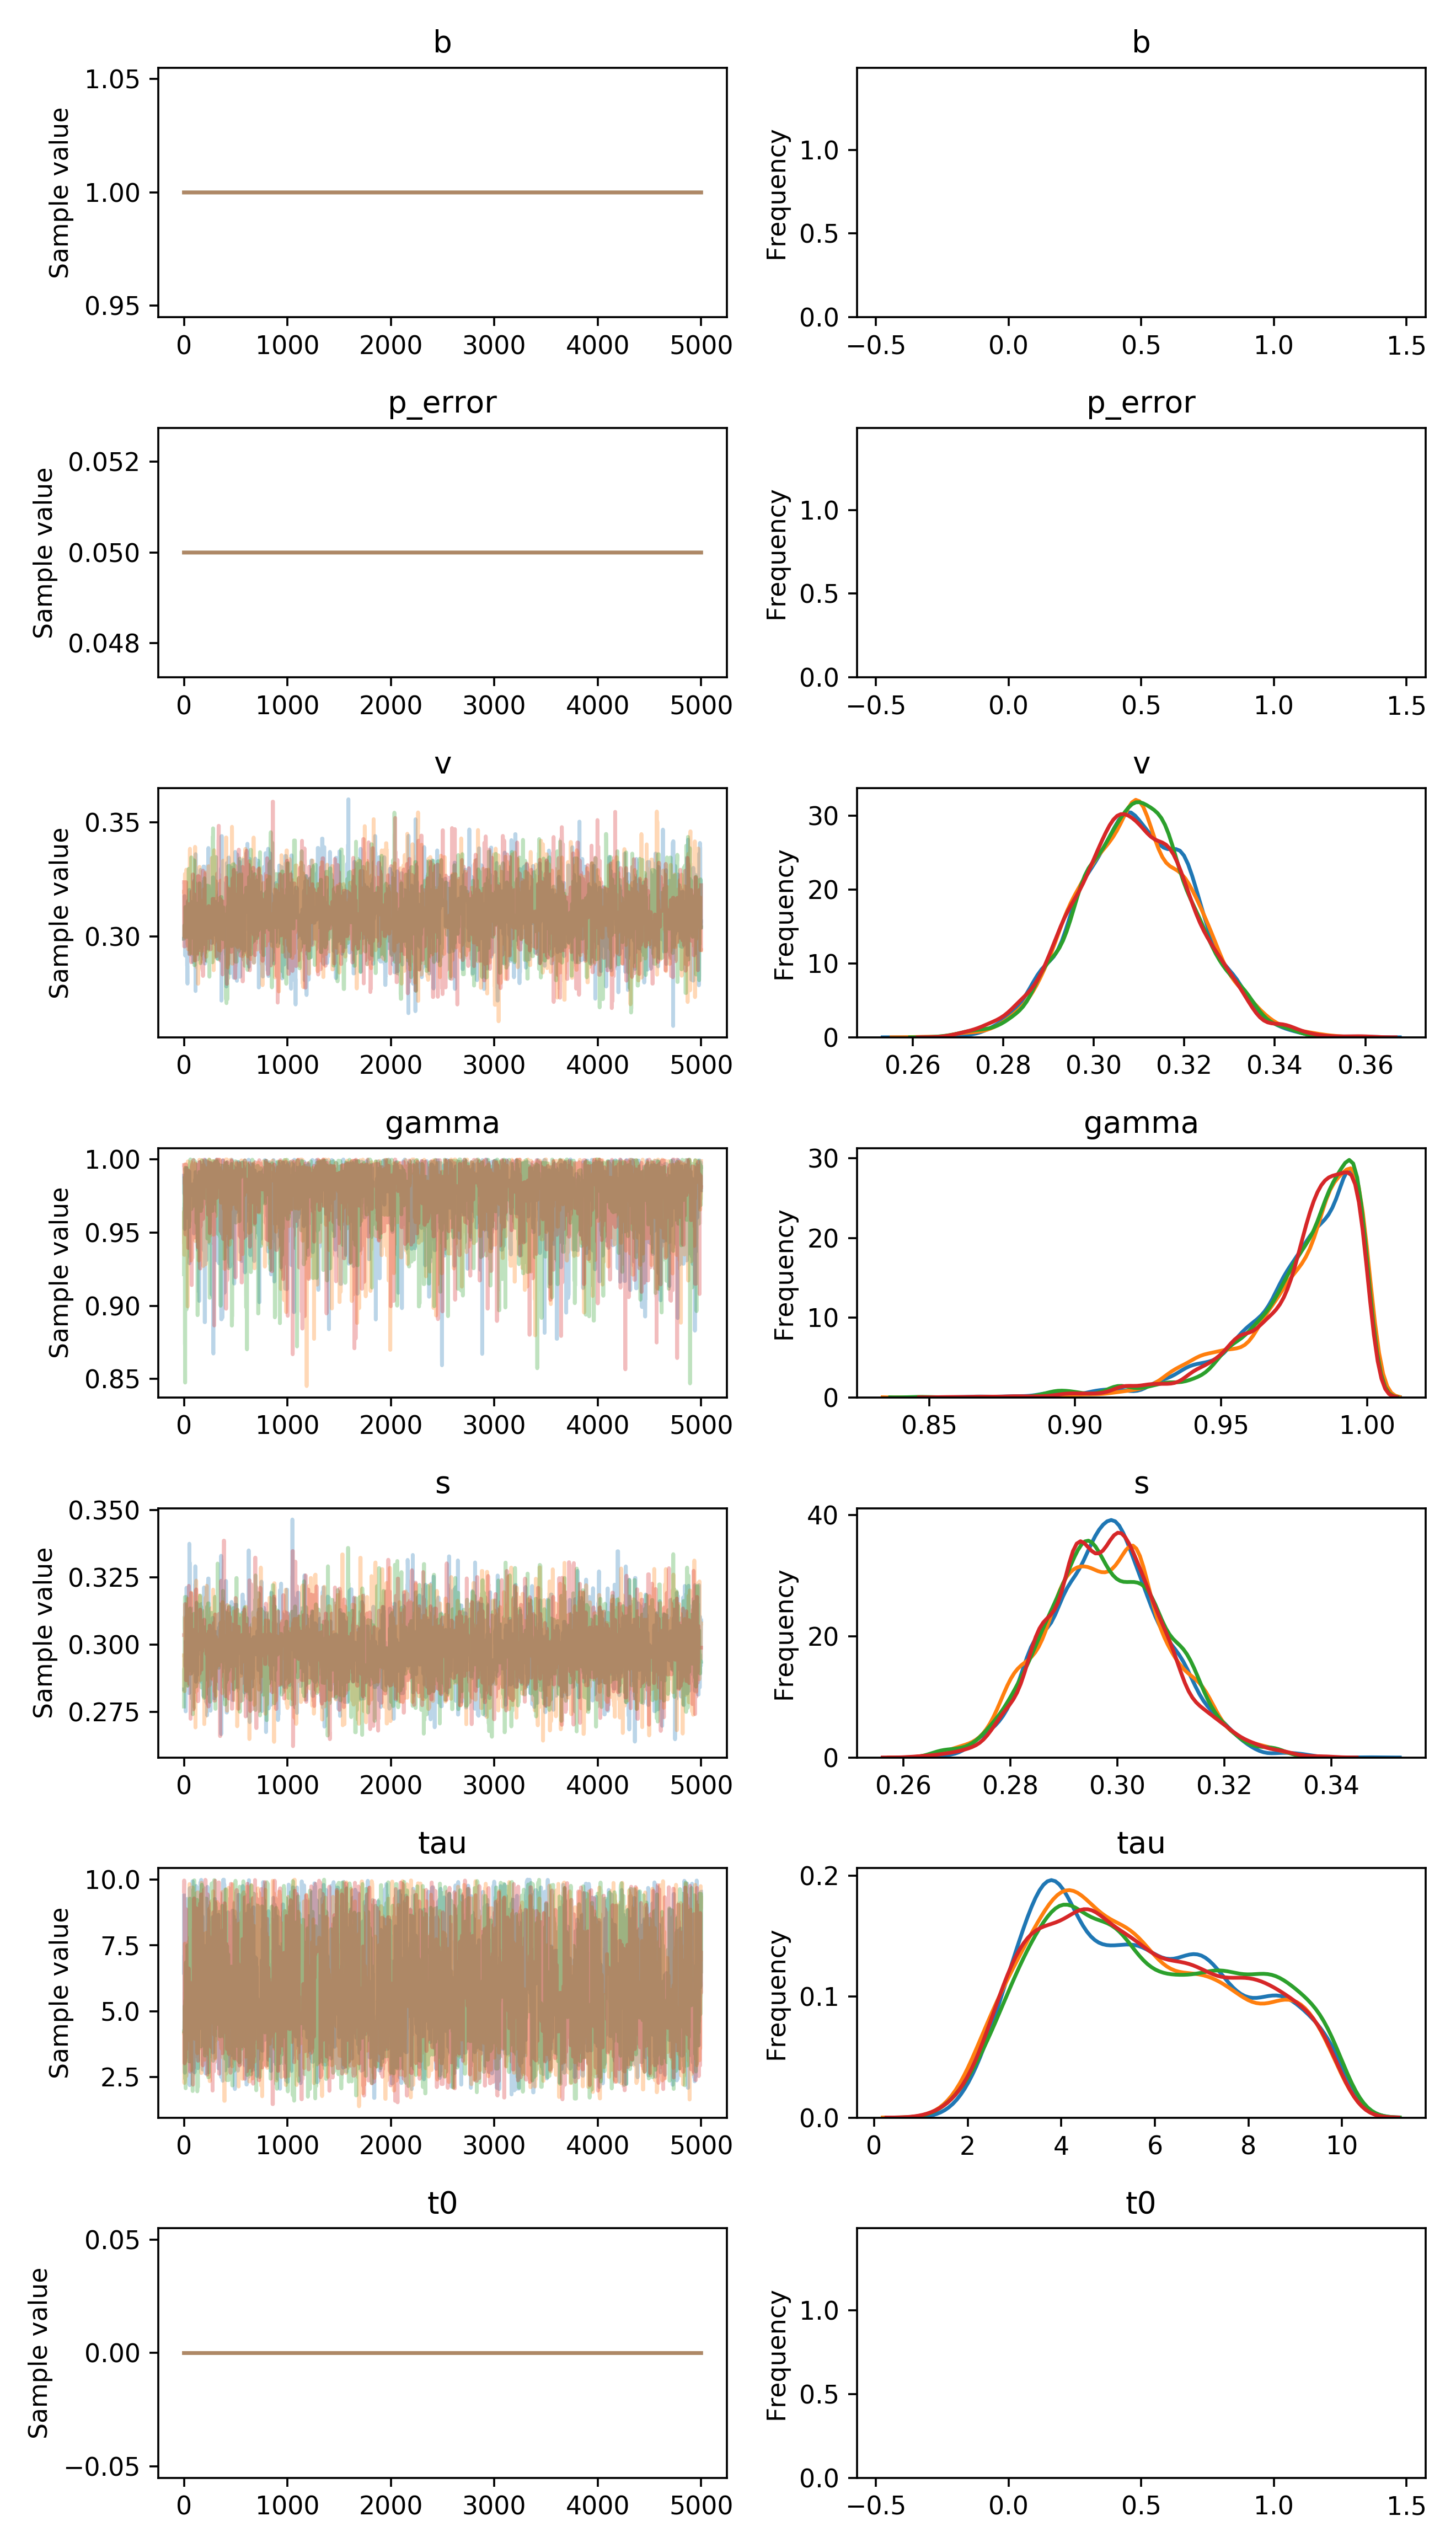 b
b
Sample value
1.05
1.00
0.95
0 1000 2000 3000 4000 5000
Frequency
1.0
0.5
0.0
−0.5 0.0 0.5 1.0 1.5
p_error
p_error
Sample value
0.052
0.050
0.048
0 1000 2000 3000 4000 5000
Frequency
1.0
0.5
0.0
−0.5 0.0 0.5 1.0 1.5
v
v
Sample value
0.35
0.30
0 1000 2000 3000 4000 5000
Frequency
30
20
10
0
0.26 0.28 0.30 0.32 0.34 0.36
gamma
gamma
Sample value
1.00
0.95
0.90
0.85
0 1000 2000 3000 4000 5000
Frequency
30
20
10
0
0.85 0.90 0.95 1.00
s
s
Sample value
0.350
0.325
0.300
0.275
0 1000 2000 3000 4000 5000
Frequency
40
20
0
0.26 0.28 0.30 0.32 0.34
tau
tau
Sample value
10.0
7.5
5.0
2.5
0 1000 2000 3000 4000 5000
Frequency
0.2
0.1
0.0
0 2 4 6 8 10
t0
t0
Sample value
0.05
0.00
−0.05
0 1000 2000 3000 4000 5000
Frequency
1.0
0.5
0.0
−0.5 0.0 0.5 1.0 1.5